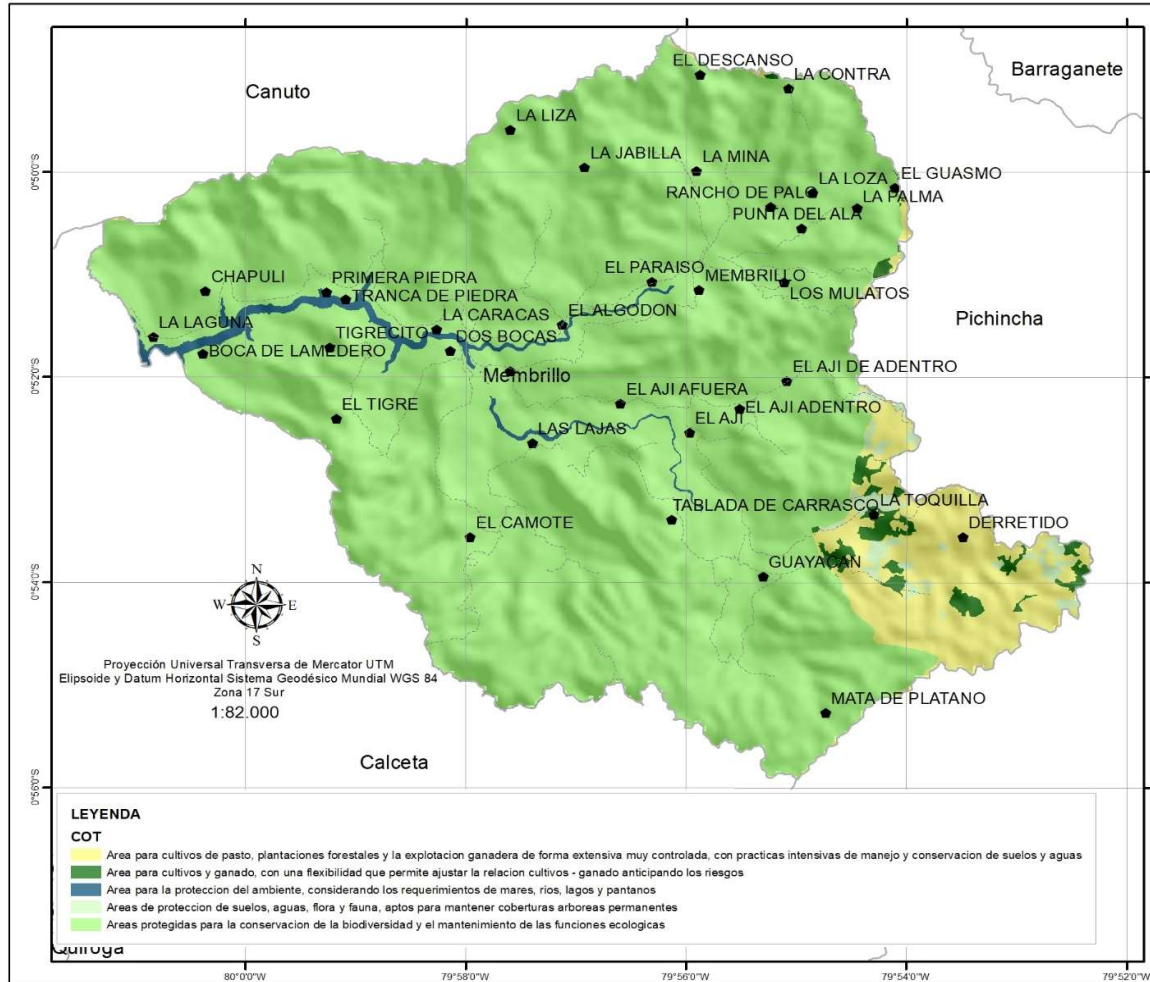 EL DESCANSO
LA CONTRA
Barraganete
Canuto
LA LIZA
LA JABILLA
LA MINA
LA LOZA
EL GUASMO
RANCHO DE PALO
LA PALMA
PUNTA DEL ALA
EL PARAISO
MEMBRILLO
LOS MULATOS
CHAPULI
PRIMERA PIEDRA
TRANCA DE PIEDRA
LA CARACAS
EL ALGODON
Pichincha
LA LAGUNA
TIGRECITO
DOS BOCAS
BOCA DE LAMEDERO
Membrillo
EL AJI DE ADENTRO
EL AJI AFUERA
EL AJI ADENTRO
EL TIGRE
EL AJI
LAS LAJAS
TABLADA DE CARRASCO
LA TOQUILLA
EL CAMOTE
DERRETIDO
GUAYACAN
N
W
E
S
Proyección Universal Transversa de Mercator UTM
Elipsoide y Datum Horizontal Sistema Geodésico Mundial WGS 84
Zona 17 Sur
1:82.000
MATA DE PLATANO
Calceta
0°50'0"S
0°52'0"S
0°54'0"S
0°56'0"S
LEYENDA
COT
Area para cultivos de pasto, plantaciones forestales y la explotacion ganadera de forma extensiva muy controlada, con practicas intensivas de manejo y conservacion de suelos y aguas
Area para cultivos y ganado, con una flexibilidad que permite ajustar la relacion cultivos - ganado anticipando los riesgos
Area para la proteccion del ambiente, considerando los requerimientos de mares, rios, lagos y pantanos
Areas de proteccion de suelos, aguas, flora y fauna, aptos para mantener coberturas arboreas permanentes
Areas protegidas para la conservacion de la biodiversidad y el mantenimiento de las funciones ecologicas
Quiroga
80°0'0"W
79°58'0"W
79°56'0"W
79°54'0"W
79°52'0"W